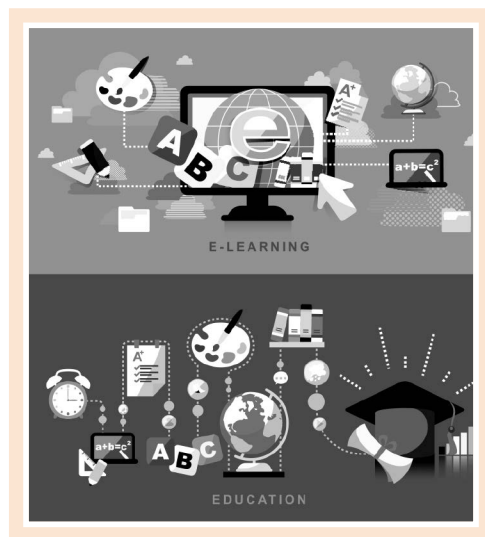 A+
e
A B C
a+b=c²
E-LEARNING
A+
a+b=c²
A B C
EDUCATION